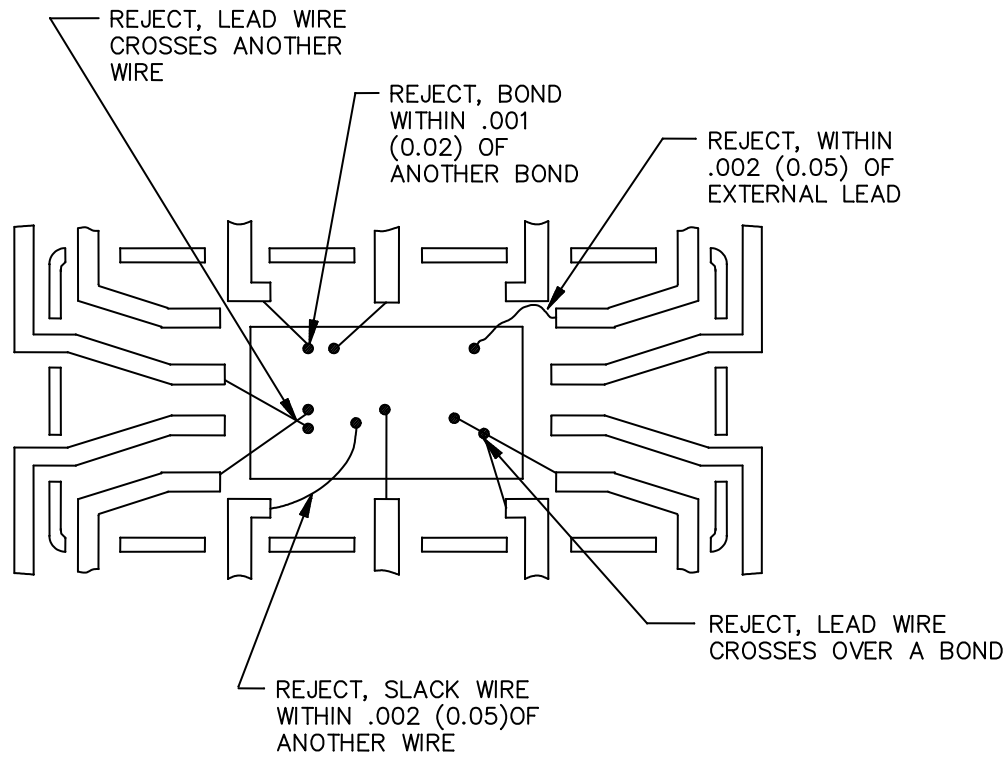 REJECT, LEAD WIRE
CROSSES ANOTHER
WIRE
REJECT, BOND
WITHIN .001
(0.02) OF
ANOTHER BOND
REJECT, WITHIN
.002 (0.05) OF
EXTERNAL LEAD
REJECT, LEAD WIRE
CROSSES OVER A BOND
REJECT, SLACK WIRE
WITHIN .002 (0.05)OF
ANOTHER WIRE